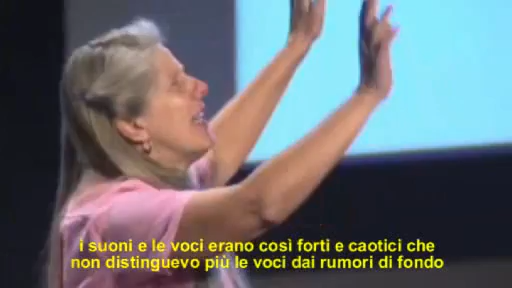 i suoni e le voci erano così forti e caotici che
non distinguevo più le voci dai rumori di fondo